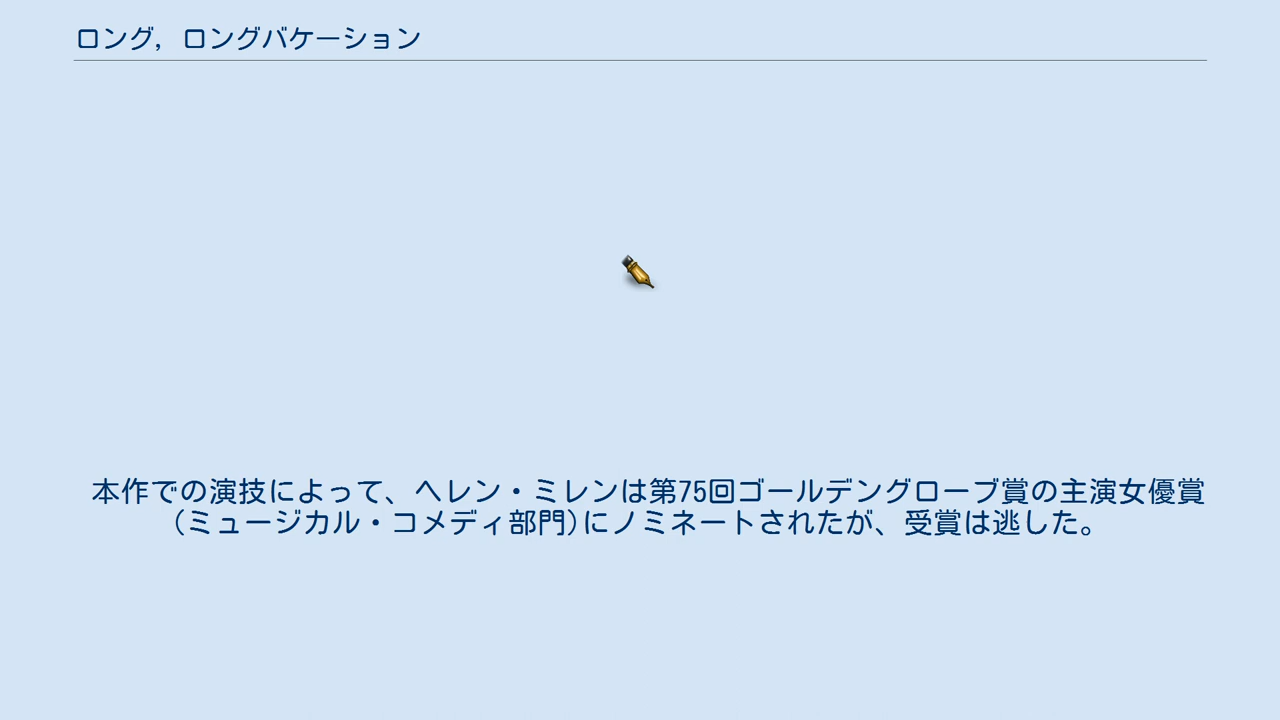 ロング，ロングバケーション
本作での演技によって、ヘレン・ミレンは第75回ゴールデングローブ賞の主演女優賞
(ミュージカル・コメディ部門)にノミネートされたが、受賞は逃した。